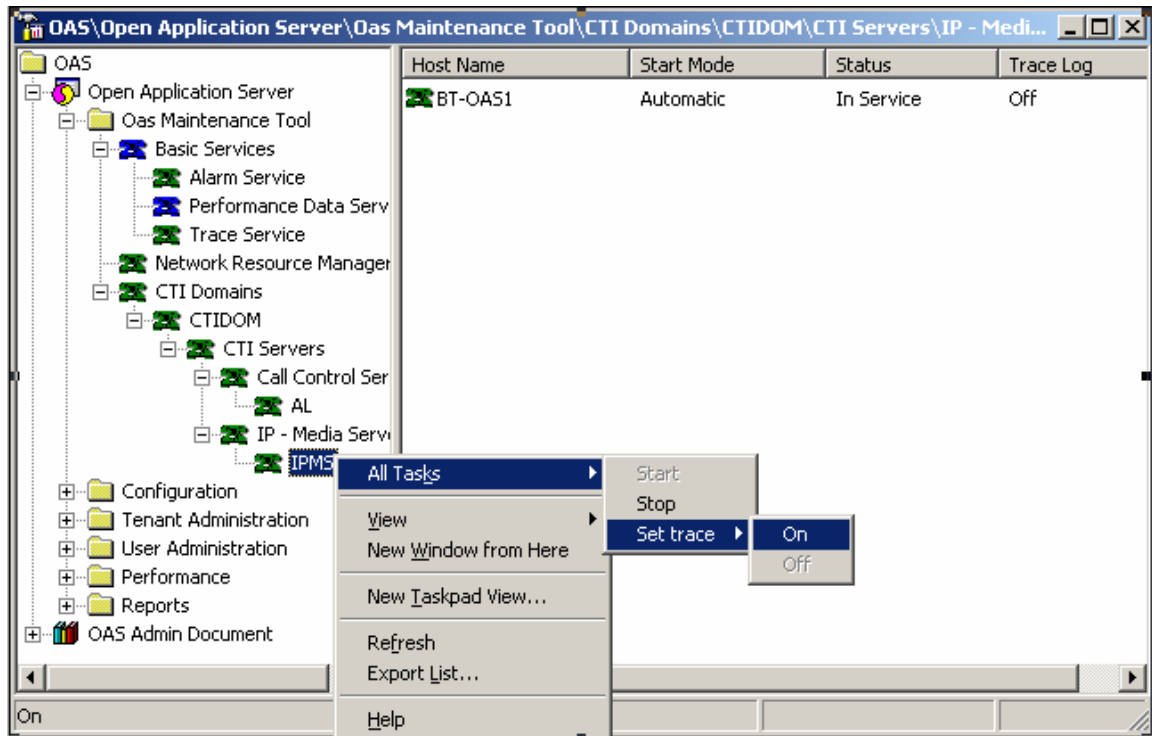 OAS\Open Application Server\Oas Maintenance Tool\CTI Domains\CTIDOM\CTI Servers\IP - Medi...
OAS
Open Application Server
Oas Maintenance Tool
Basic Services
Alarm Service
Performance Data Serv
Trace Service
Network Resource Manager
CTI Domains
CTIDOM
CTI Servers
Call Control Ser
AL
IP - Media Serv
IPMS
Configuration
Tenant Administration
User Administration
Performance
Reports
OAS Admin Document
Host Name Start Mode Status Trace Log
BT-OAS1 Automatic In Service Off
All Tasks
View
New Window from Here
New Taskpad View...
Refresh
Export List...
Help
Start
Stop
Set trace
On
Off
On